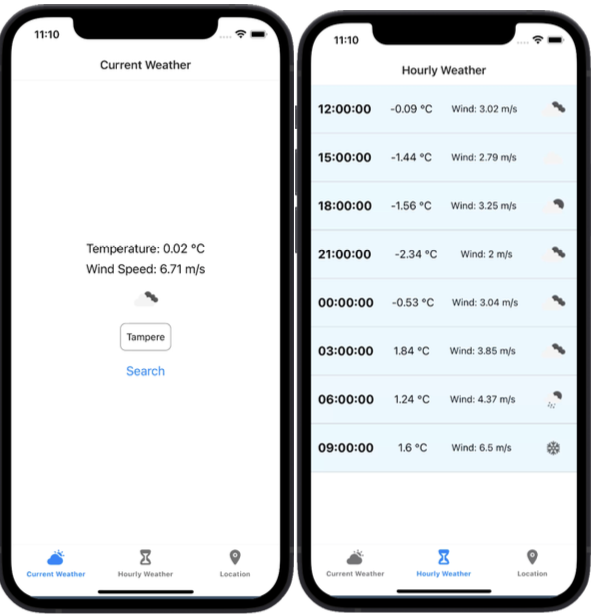 11:10
Current Weather
Temperature: 0.02 °C
Wind Speed: 6.71 m/s
Tampere
Search
Current Weather Hourly Weather Location
11:10
Hourly Weather
12:00:00 -0.09 °C Wind: 3.02 m/s
15:00:00 -1.44 °C Wind: 2.79 m/s
18:00:00 -1.56 °C Wind: 3.25 m/s
21:00:00 -2.34 °C Wind: 2 m/s
00:00:00 -0.53 °C Wind: 3.04 m/s
03:00:00 1.84 °C Wind: 3.85 m/s
06:00:00 1.24 °C Wind: 4.37 m/s
09:00:00 1.6 °C Wind: 6.5 m/s
Current Weather Hourly Weather Location